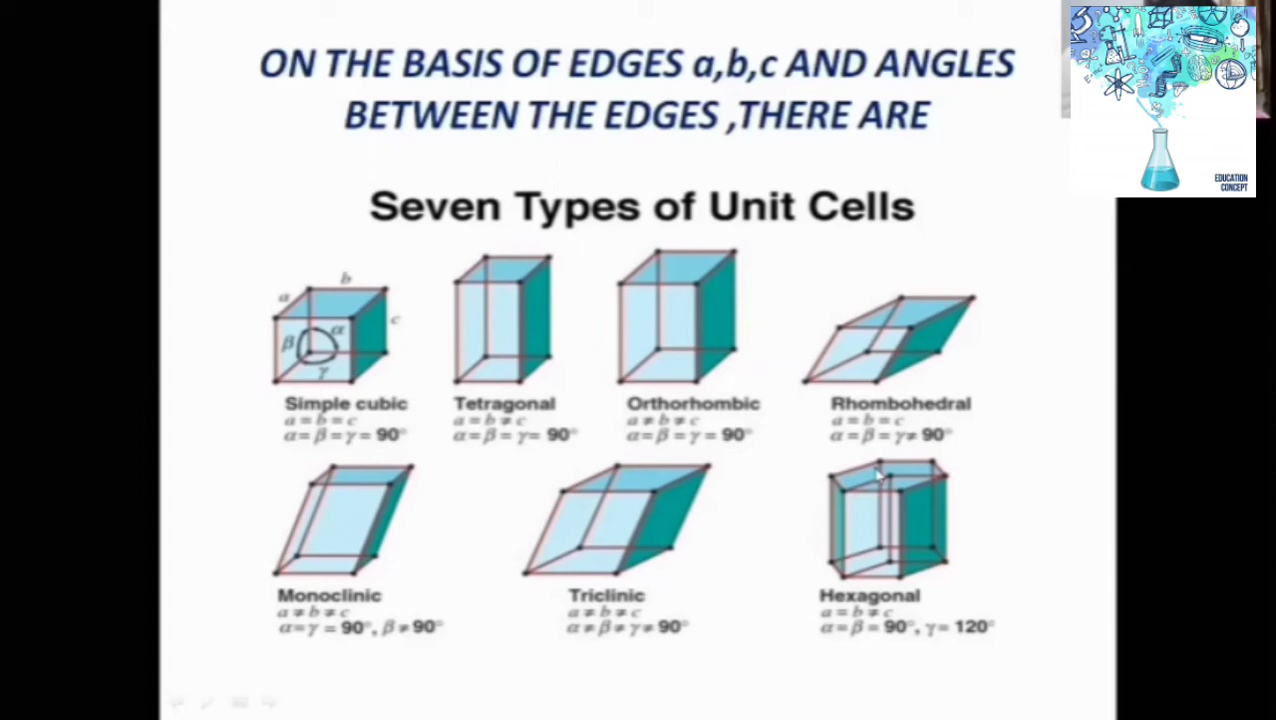 ON THE BASIS OF EDGES a,b,c AND ANGLES
BETWEEN THE EDGES ,THERE ARE
EDUCATION
CONCEPT
Seven Types of Unit Cells
a
b
c
β
α
γ
Simple cubic
a = b = c
α = β = γ = 90°
Tetragonal
a = b ≠ c
α = β = γ = 90°
Orthorhombic
a ≠ b ≠ c
α = β = γ = 90°
Rhombohedral
a = b = c
α = β = γ ≠ 90°
Monoclinic
a ≠ b ≠ c
α = γ = 90°, β ≠ 90°
Triclinic
a ≠ b ≠ c
α ≠ β ≠ γ ≠ 90°
Hexagonal
a = b ≠ c
α = β = 90°, γ = 120°